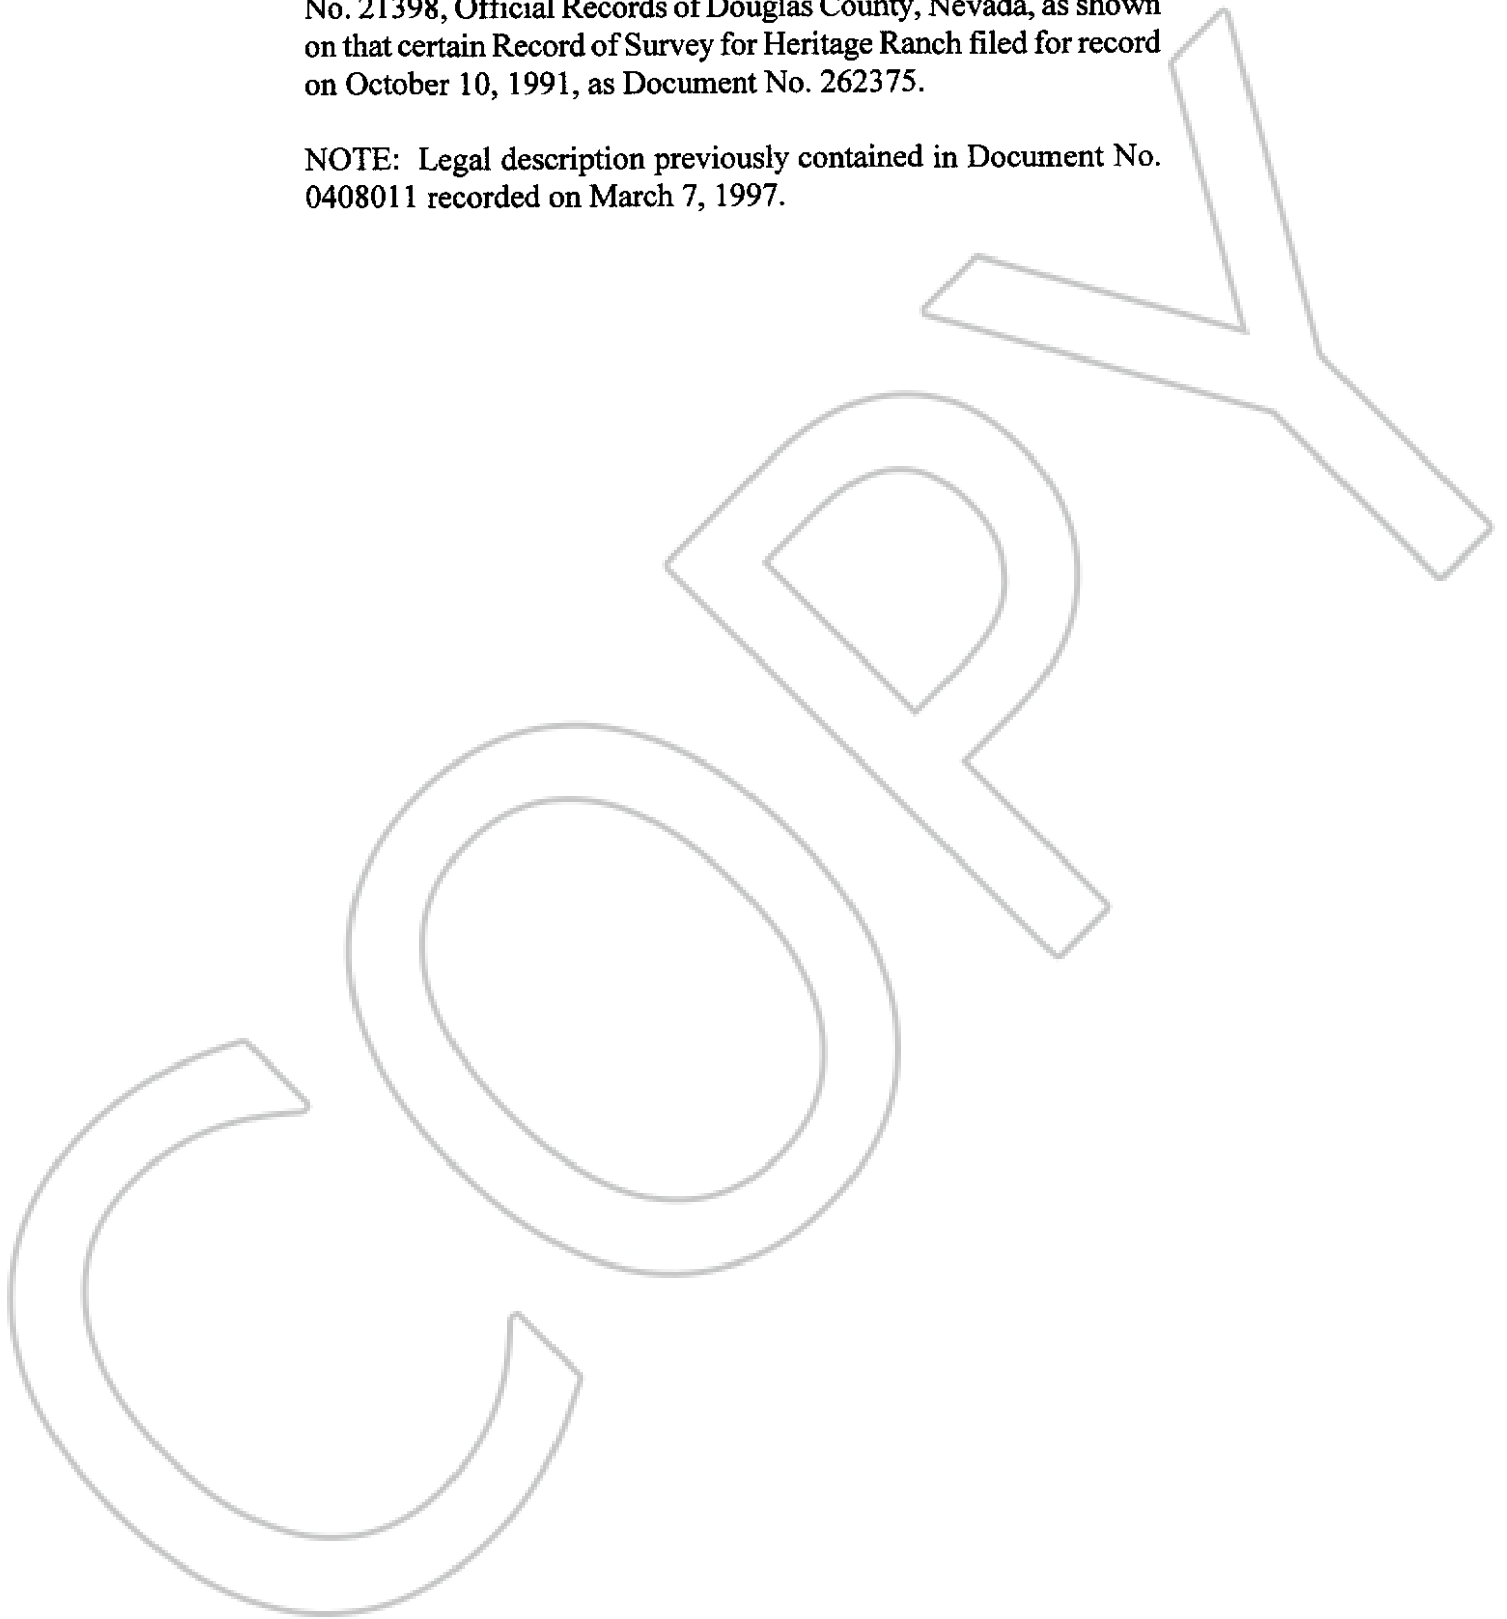 No. 21398, Official Records of Douglas County, Nevada, as shown
on that certain Record of Survey for Heritage Ranch filed for record
on October 10, 1991, as Document No. 262375.
NOTE: Legal description previously contained in Document No.
0408011 recorded on March 7, 1997.
COPY